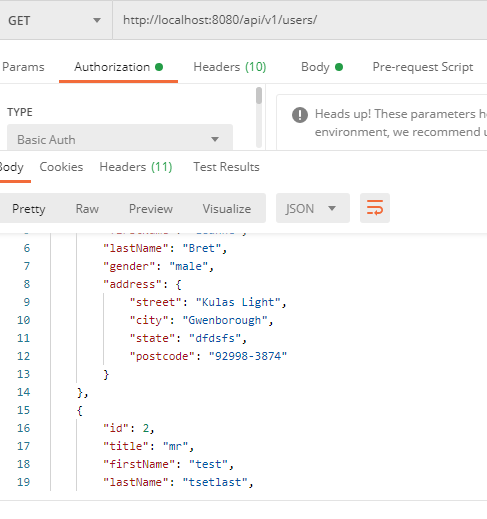 GET http://localhost:8080/api/v1/users/
Params Authorization Headers (10) Body Pre-request Script
TYPE
Basic Auth
Heads up! These parameters
environment, we recommend
Body Cookies Headers (11) Test Results
Pretty Raw Preview Visualize JSON
6 "lastName": "Bret",
7 "gender": "male",
8 "address": {
9 "street": "Kulas Light",
10 "city": "Gwenborough",
11 "state": "dfdsfs",
12 "postcode": "92998-3874"
13 }
14 },
15 {
16 "id": 2,
17 "title": "mr",
18 "firstName": "test",
19 "lastName": "tsetlast",